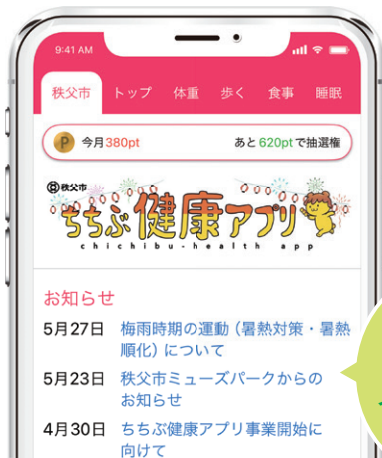 9:41 AM
秩父市 トップ 体重 歩く 食事 睡眠
P 今月380pt あと620ptで抽選権
秩父市
ちちぶ健康アプリ
chichibu-health app
お知らせ
5月27日 梅雨時期の運動（暑熱対策・暑熱
順化）について
5月23日 秩父市ミューズパークからの
お知らせ
4月30日 ちちぶ健康アプリ事業開始に
向けて